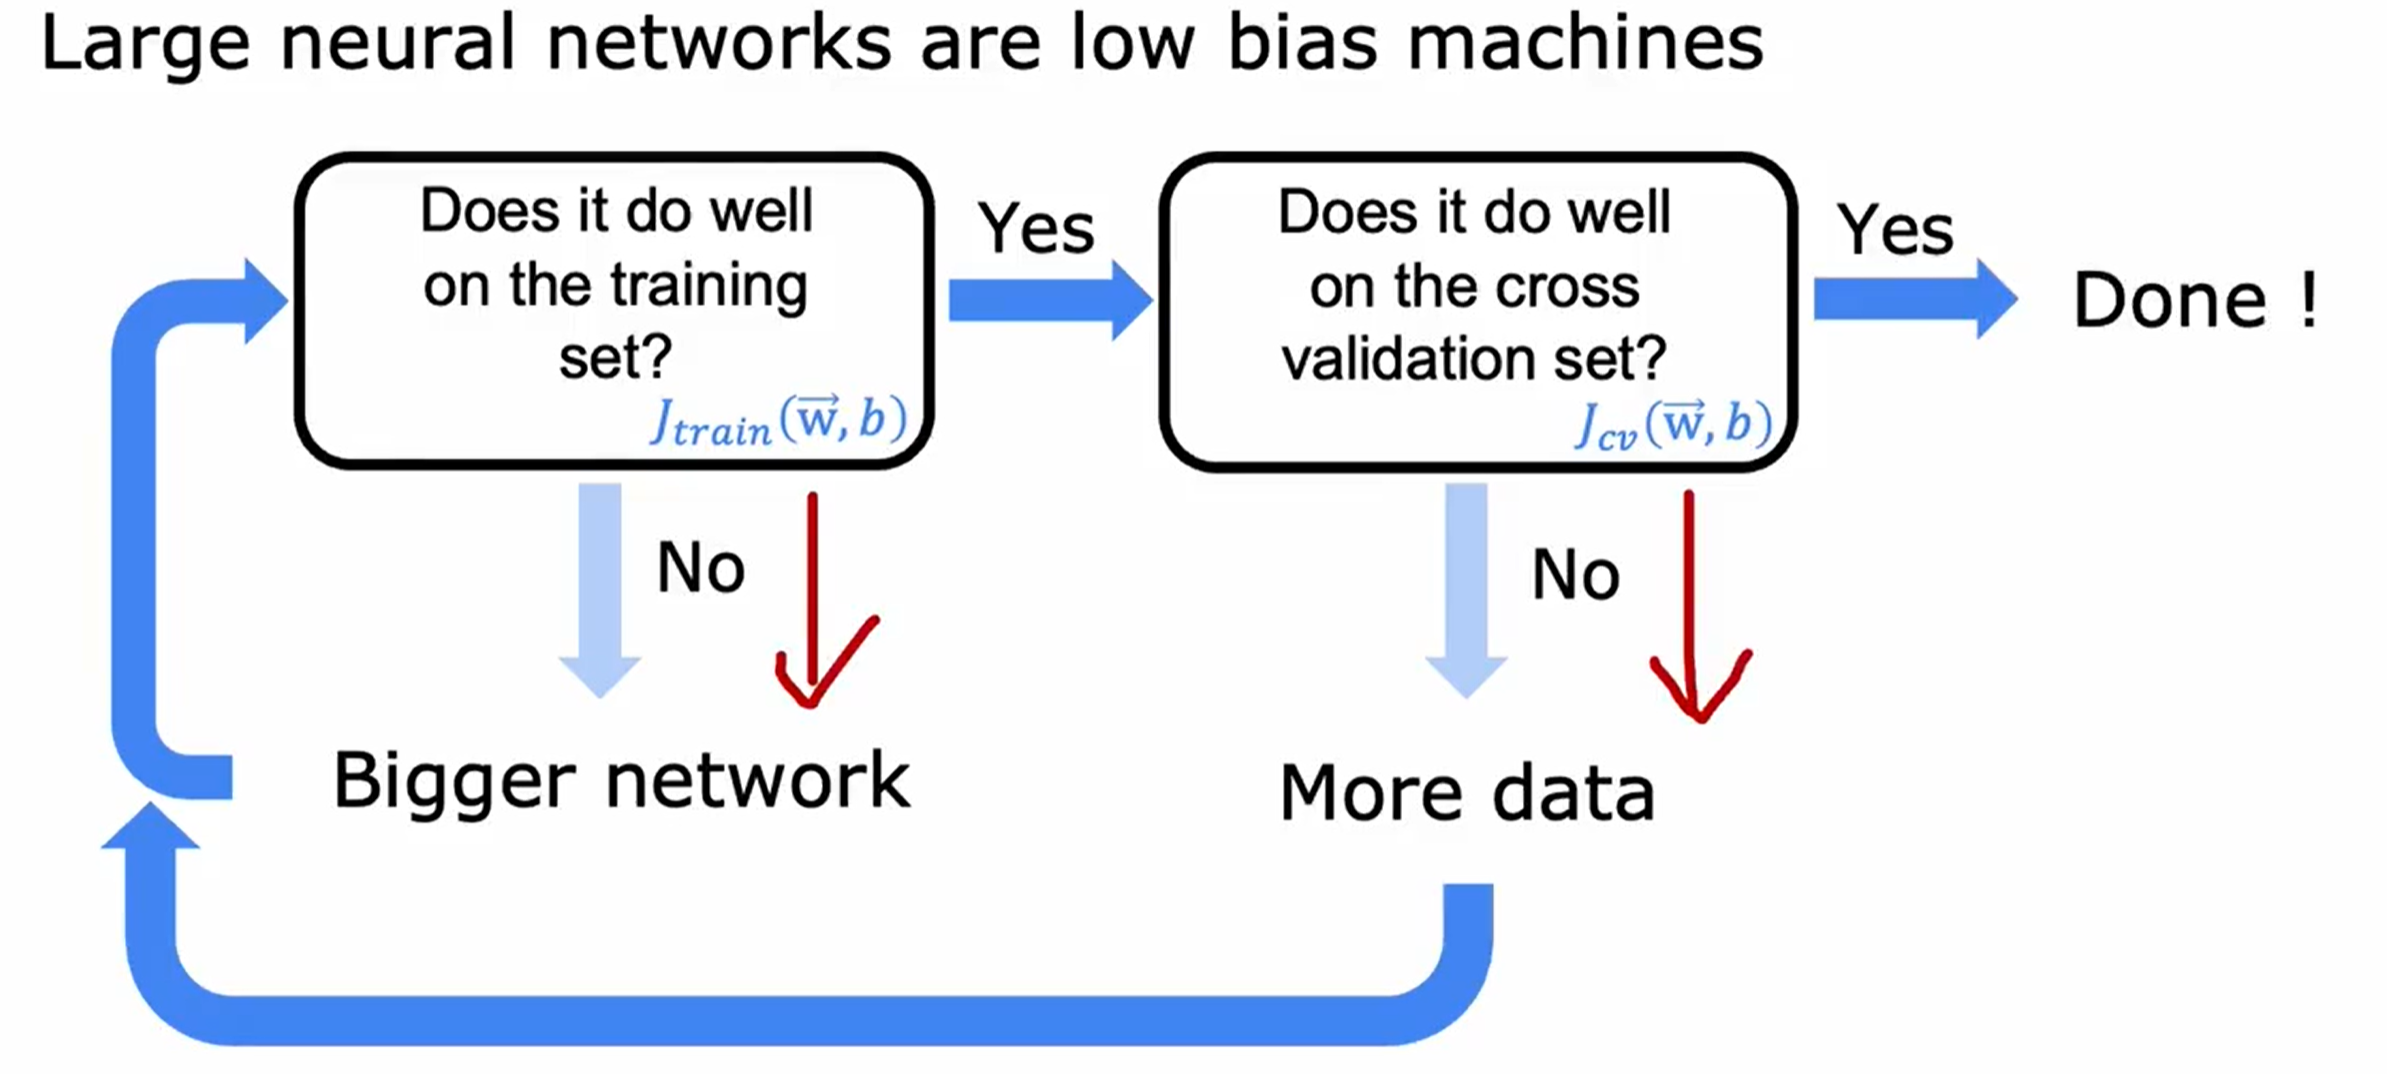 Large neural networks are low bias machines
Does it do well
on the training
set?
J_{train}(\vec{w}, b)
Yes
Does it do well
on the cross
validation set?
J_{cv}(\vec{w}, b)
Yes
Done !
No
No
Bigger network
More data